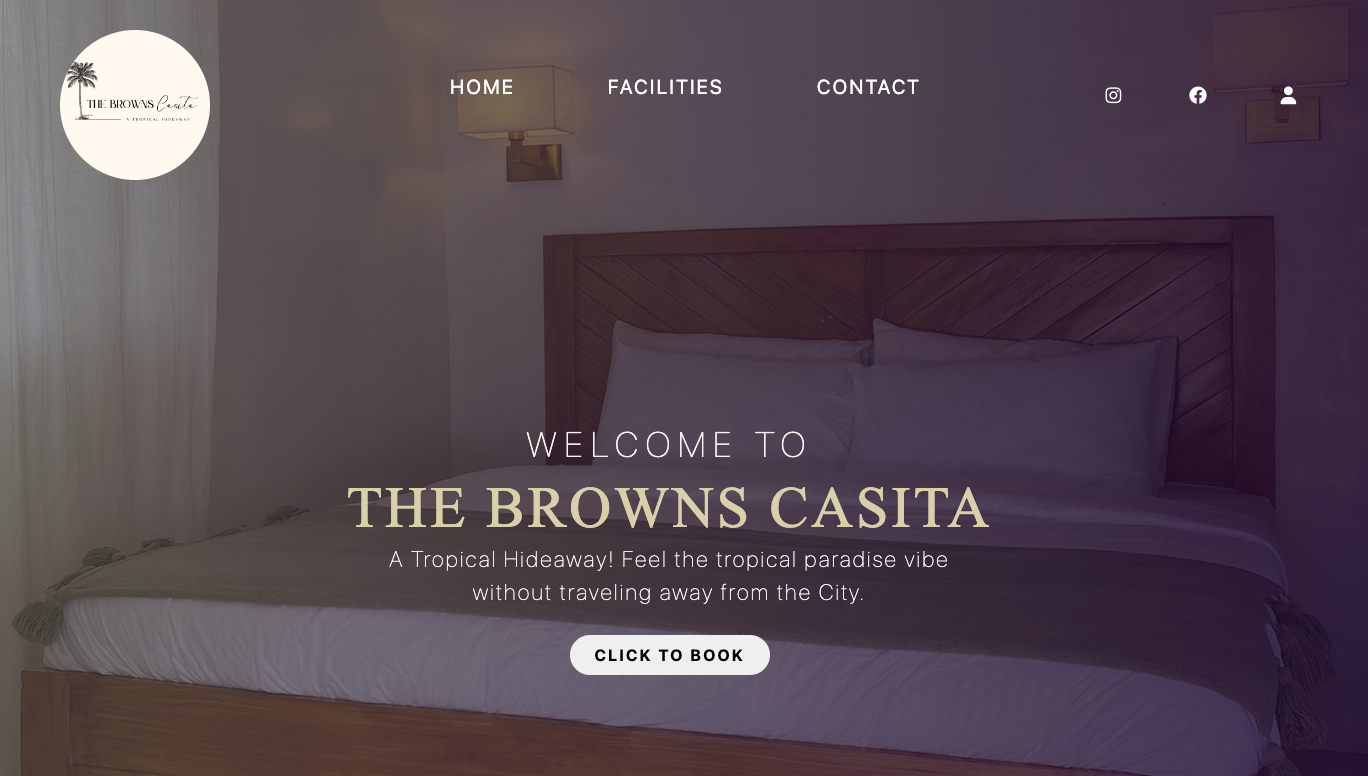 THE BROWNS Casita
A TROPICAL HIDEAWAY
HOME
FACILITIES
CONTACT
WELCOME TO
THE BROWNS CASITA
A Tropical Hideaway! Feel the tropical paradise vibe
without traveling away from the City.
CLICK TO BOOK